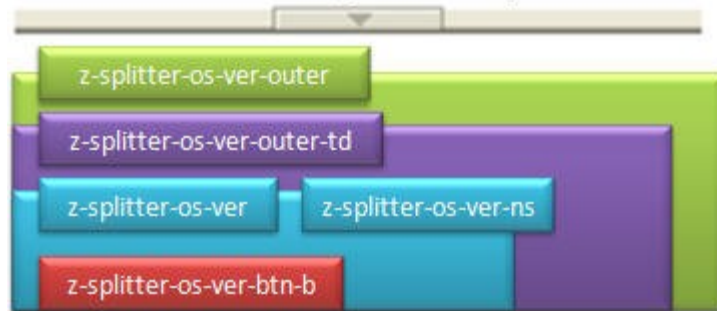 z-splitter-os-ver-outer
z-splitter-os-ver-outer-td
z-splitter-os-ver z-splitter-os-ver-ns
z-splitter-os-ver-btn-b